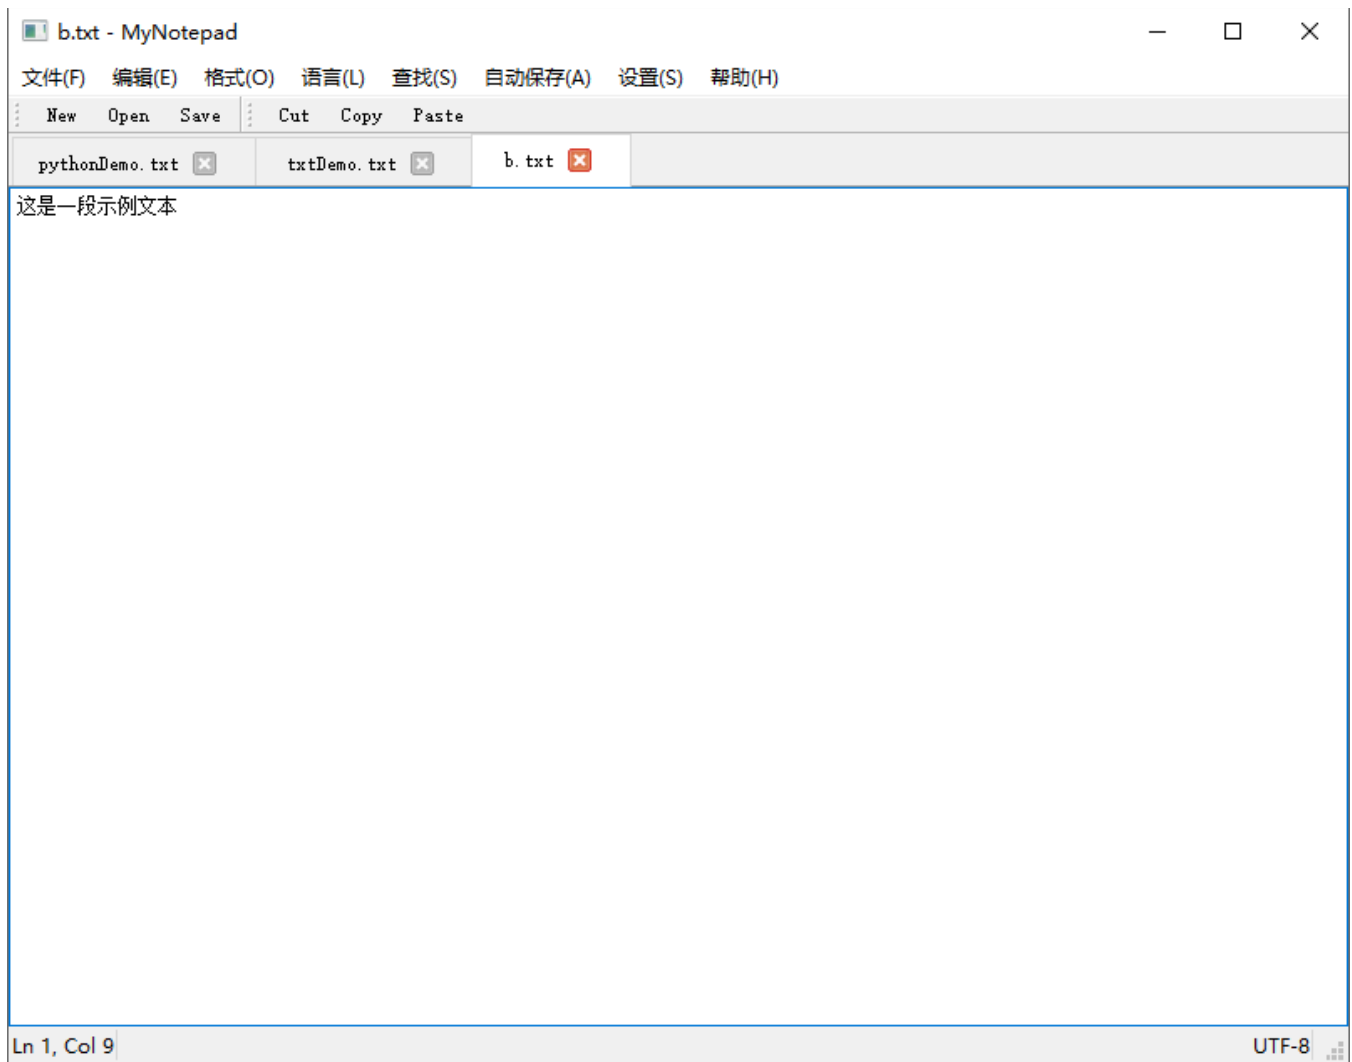 b.txt - MyNotepad
文件(F) 编辑(E) 格式(O) 语言(L) 查找(S) 自动保存(A) 设置(S) 帮助(H)
New Open Save Cut Copy Paste
pythonDemo.txt txtDemo.txt b.txt
这是一段示例文本
Ln 1, Col 9 UTF-8